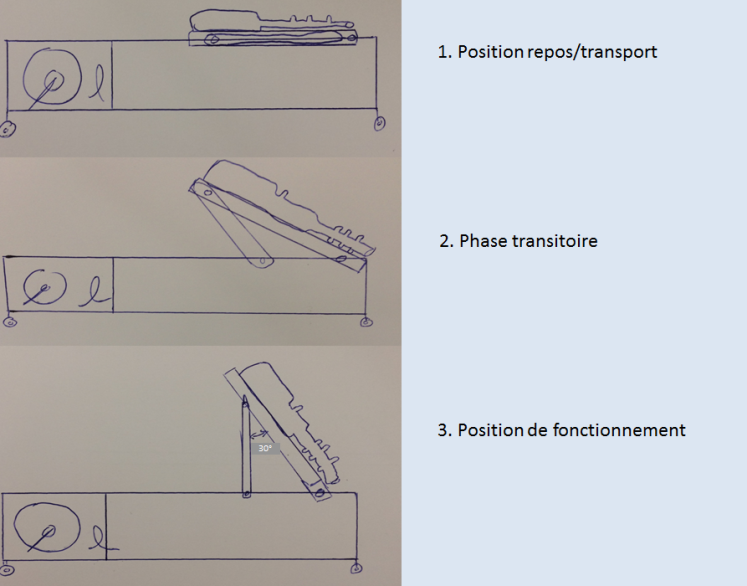 1. Position repos/transport
2. Phase transitoire
30°
3. Position de fonctionnement